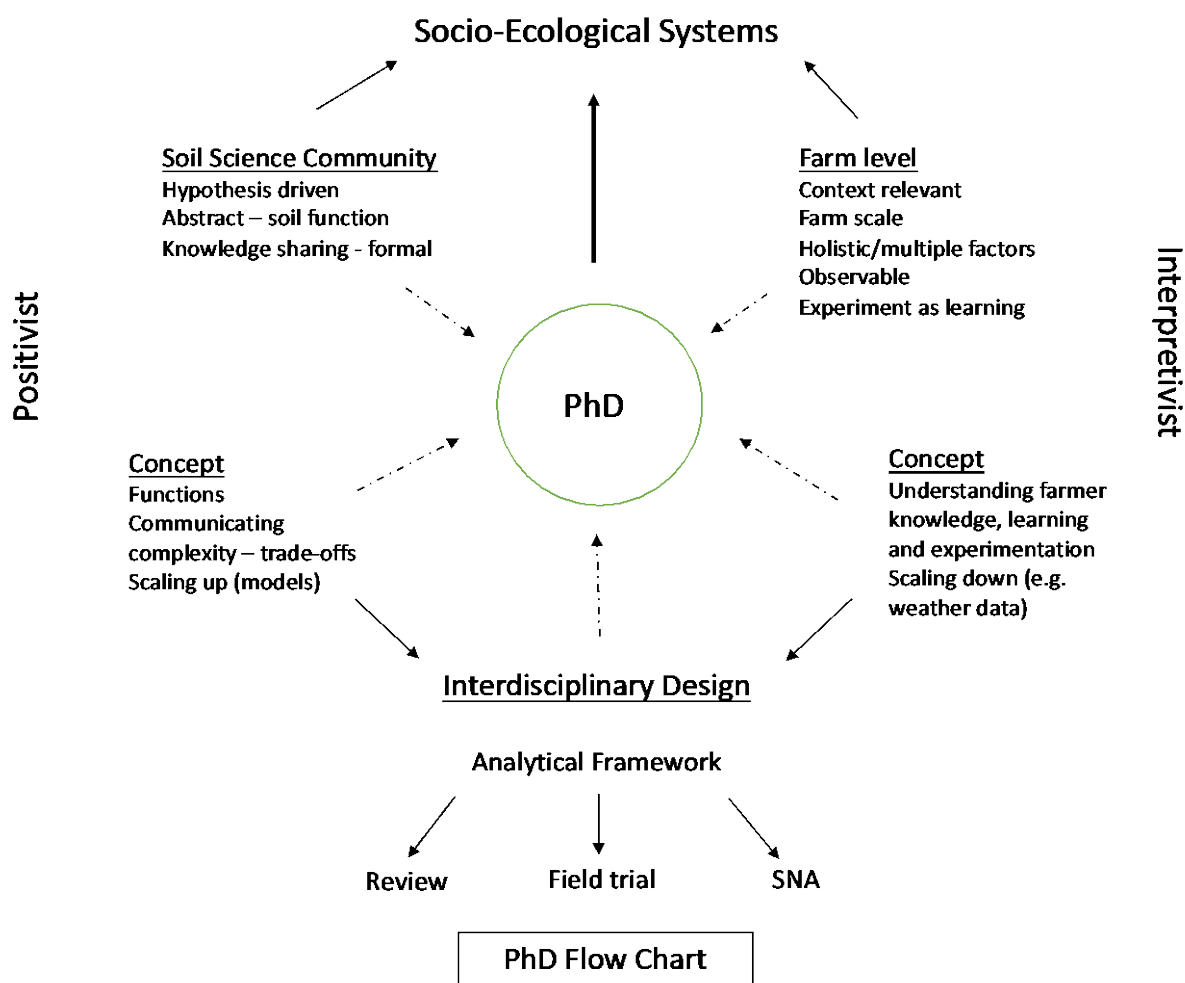 Socio-Ecological Systems
Soil Science Community
Hypothesis driven
Abstract – soil function
Knowledge sharing - formal
Farm level
Context relevant
Farm scale
Holistic/multiple factors
Observable
Experiment as learning
Positivist
Interpretivist
PhD
Concept
Functions
Communicating
complexity – trade-offs
Scaling up (models)
Concept
Understanding farmer
knowledge, learning
and experimentation
Scaling down (e.g.
weather data)
Interdisciplinary Design
Analytical Framework
Review
Field trial
SNA
PhD Flow Chart